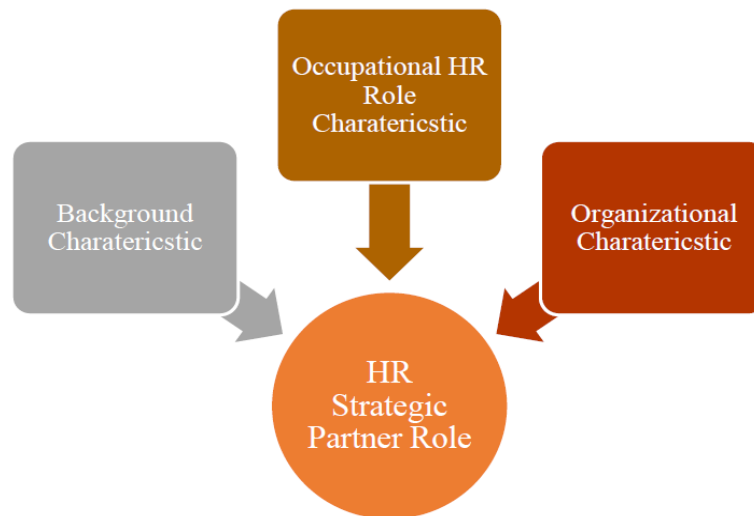 Occupational HR
Role
Charatericstic
Background
Charatericstic
Organizational
Charatericstic
HR
Strategic
Partner Role